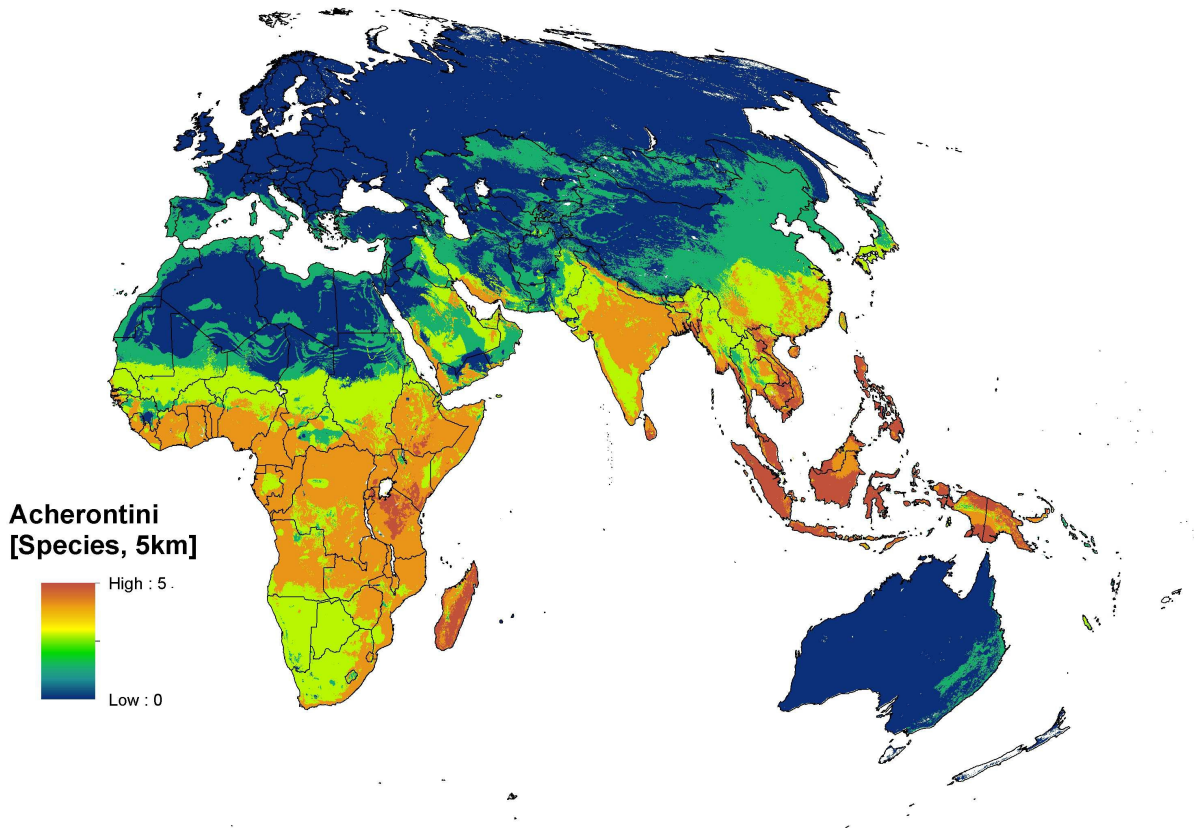 Acherontini
[Species, 5km]
High : 5 .
Low : 0